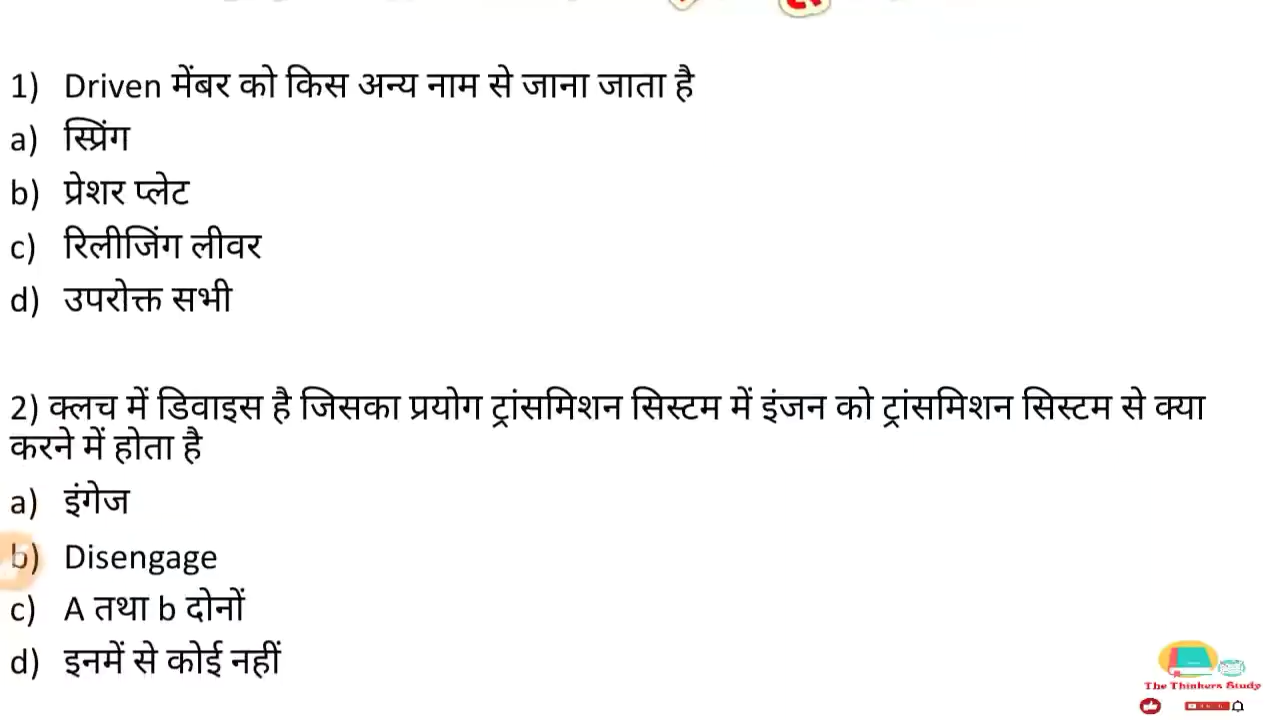 1) Driven मेंबर को किस अन्य नाम से जाना जाता है
a) स्प्रिंग
b) प्रेशर प्लेट
c) रिलीजिंग लीवर
d) उपरोक्त सभी
2) क्लच में डिवाइस है जिसका प्रयोग ट्रांसमिशन सिस्टम में इंजन को ट्रांसमिशन सिस्टम से क्या
करने में होता है
a) इंगेज
b) Disengage
c) A तथा b दोनों
d) इनमें से कोई नहीं
The Thinkers Study